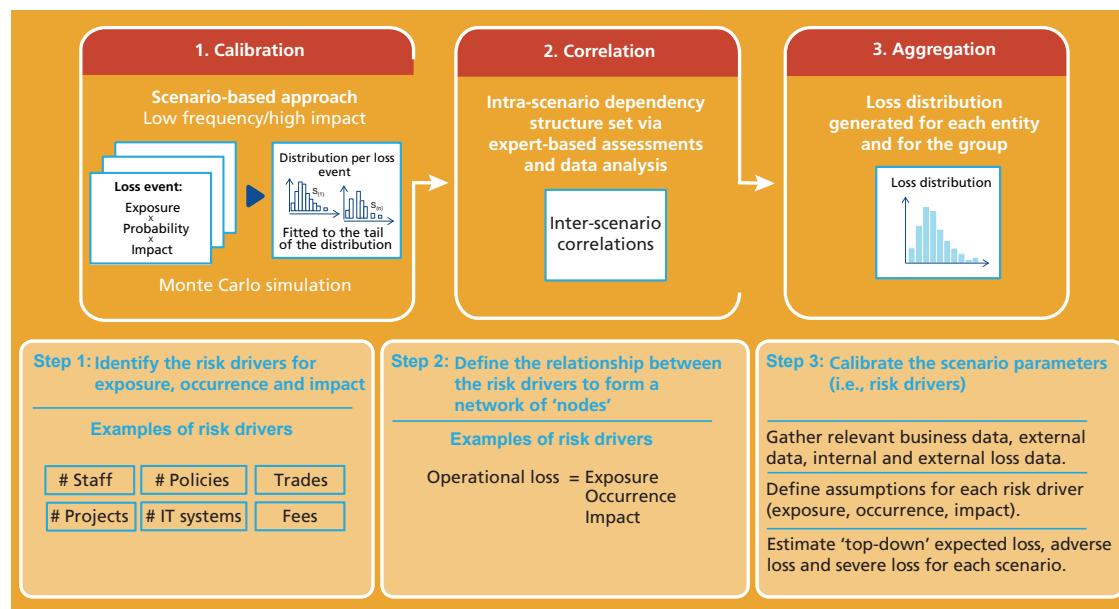 1. Calibration
Scenario-based approach
Low frequency/high impact
Loss event:
Exposure
x
Probability
x
Impact
Distribution per loss
event
S(1)
S(n)
Fitted to the tail
of the distribution
Monte Carlo simulation
2. Correlation
Intra-scenario dependency
structure set via
expert-based assessments
and data analysis
Inter-scenario
correlations
3. Aggregation
Loss distribution
generated for each entity
and for the group
Loss distribution
Step 1: Identify the risk drivers for
exposure, occurrence and impact
Examples of risk drivers
# Staff
# Policies
Trades
# Projects
# IT systems
Fees
Step 2: Define the relationship between
the risk drivers to form a
network of ‘nodes’
Examples of risk drivers
Operational loss = Exposure
Occurrence
Impact
Step 3: Calibrate the scenario parameters
(i.e., risk drivers)
Gather relevant business data, external
data, internal and external loss data.
Define assumptions for each risk driver
(exposure, occurrence, impact).
Estimate ‘top-down’ expected loss, adverse
loss and severe loss for each scenario.